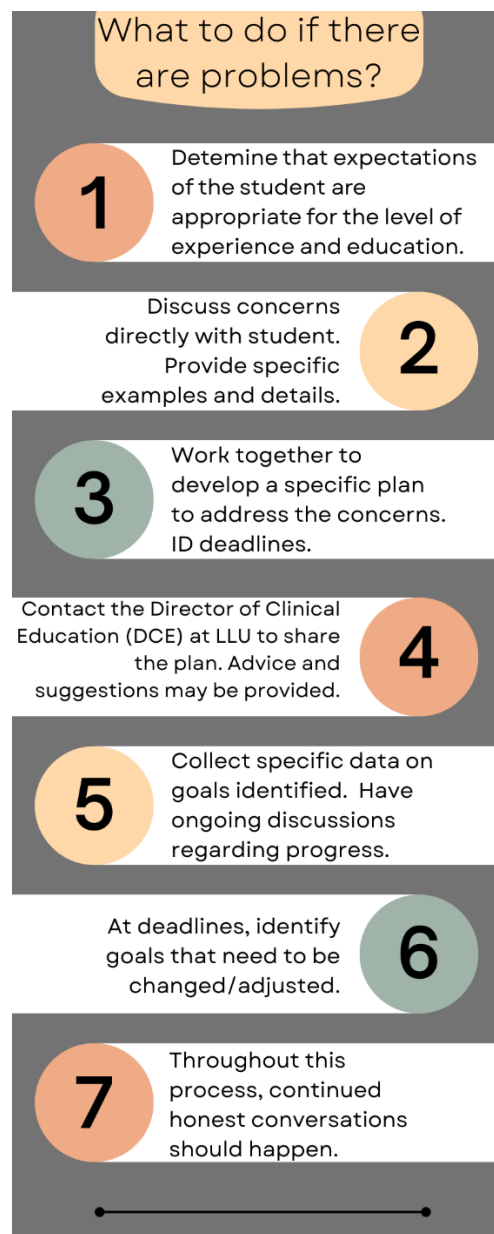 What to do if there
are problems?
1
Detemine that expectations
of the student are
appropriate for the level of
experience and education.
Discuss concerns
directly with student.
Provide specific
examples and details.
2
3
Work together to
develop a specific plan
to address the concerns.
ID deadlines.
Contact the Director of Clinical
Education (DCE) at LLU to share
the plan. Advice and
suggestions may be provided.
4
5
Collect specific data on
goals identified.  Have
ongoing discussions
regarding progress.
At deadlines, identify
goals that need to be
changed/adjusted.
6
7
Throughout this
process, continued
honest conversations
should happen.